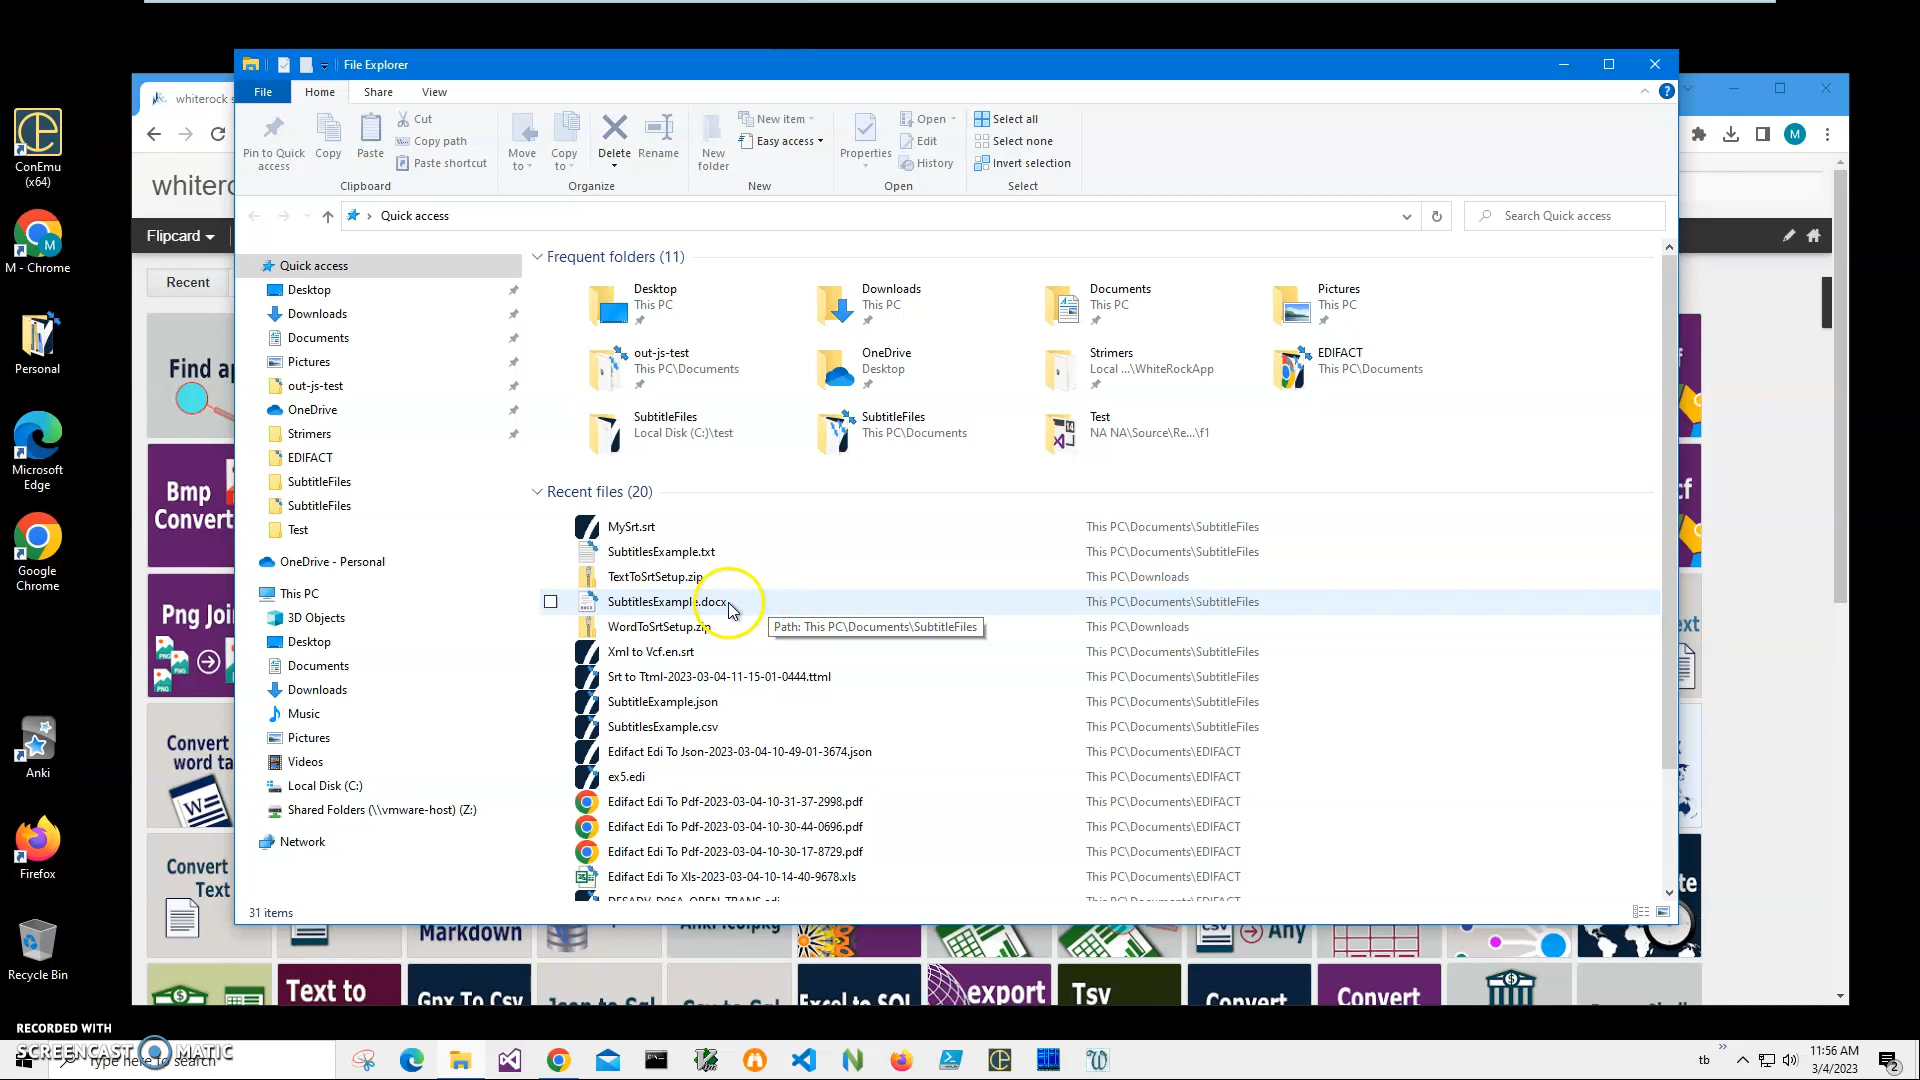 File Explorer
File Home Share View
Pin to Quick access
Copy
Paste
Cut
Copy path
Paste shortcut
Clipboard
Move to
Copy to
Delete
Rename
Organize
New folder
New item
Easy access
New
Properties
Open
Edit
History
Open
Select all
Select none
Invert selection
Select
Quick access
Search Quick access
Quick access
Desktop
Downloads
Documents
Pictures
out-js-test
OneDrive
Strimers
EDIFACT
SubtitleFiles
SubtitleFiles
Test
OneDrive - Personal
This PC
3D Objects
Desktop
Documents
Downloads
Music
Pictures
Videos
Local Disk (C:)
Shared Folders (\\vmware-host) (Z:)
Network
31 items
Frequent folders (11)
Desktop
This PC
Downloads
This PC
Documents
This PC
Pictures
This PC
out-js-test
This PC\Documents
OneDrive
Desktop
Strimers
Local ...\WhiteRockApp
EDIFACT
This PC\Documents
SubtitleFiles
Local Disk (C:)\test
SubtitleFiles
This PC\Documents
Test
NA NA\Source\Re...\f1
Recent files (20)
MySrt.srt This PC\Documents\SubtitleFiles
SubtitlesExample.txt This PC\Documents\SubtitleFiles
TextToSrtSetup.zip This PC\Downloads
SubtitlesExample.docx This PC\Documents\SubtitleFiles
WordToSrtSetup.zip This PC\Downloads
Path: This PC\Documents\SubtitleFiles
Xml to Vcf.en.srt This PC\Documents\SubtitleFiles
Srt to Ttml-2023-03-04-11-15-01-0444.ttml This PC\Documents\SubtitleFiles
SubtitleExample.json This PC\Documents\SubtitleFiles
SubtitlesExample.csv This PC\Documents\SubtitleFiles
Edifact Edi To Json-2023-03-04-10-49-01-3674.json This PC\Documents\EDIFACT
ex5.edi This PC\Documents\EDIFACT
Edifact Edi To Pdf-2023-03-04-10-31-37-2998.pdf This PC\Documents\EDIFACT
Edifact Edi To Pdf-2023-03-04-10-30-44-0696.pdf This PC\Documents\EDIFACT
Edifact Edi To Pdf-2023-03-04-10-30-17-8729.pdf This PC\Documents\EDIFACT
Edifact Edi To Xls-2023-03-04-10-14-40-9678.xls This PC\Documents\EDIFACT
ConEmu (x64)
M - Chrome
Personal
Microsoft Edge
Google Chrome
Anki
Firefox
Recycle Bin
whiterock
M
Flipcard
Recent
Find
Bmp
Convert
Png Join
PNG
Convert
word
Convert
Text
Markdown
CSV
Any
Text to
Gpx To Csv
Excel to SQL
export
Tsv
Convert
Convert
RECORDED WITH
SCREENCAST MATIC
Type here to search
tb
11:56 AM
3/4/2023
2